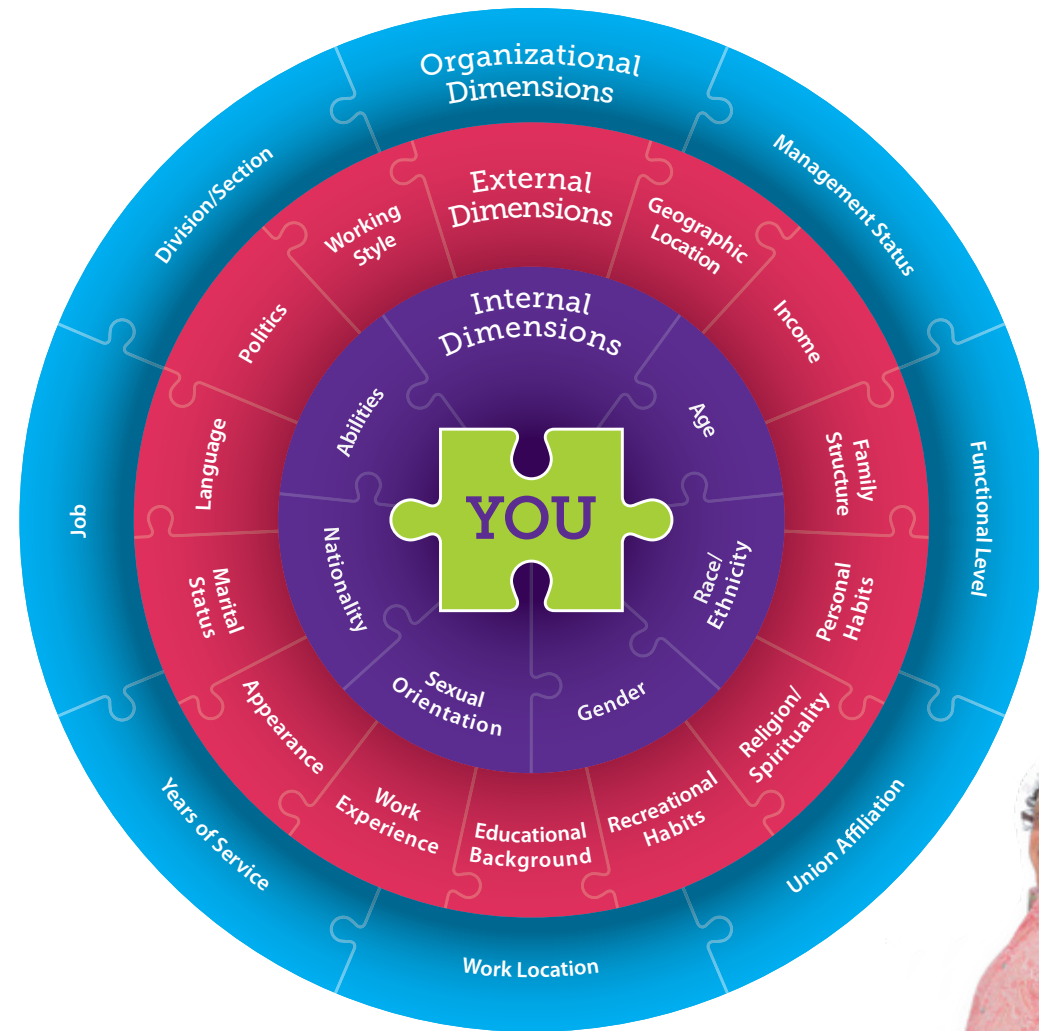 Organizational
Dimensions
Management Status
Functional Level
Union Affiliation
Work Location
Years of Service
Job
Division/Section
External
Dimensions
Geographic
Location
Income
Family
Structure
Personal
Habits
Religion/
Spirituality
Recreational
Habits
Educational
Background
Work
Experience
Appearance
Marital
Status
Language
Politics
Working
Style
Internal
Dimensions
Age
Race/
Ethnicity
Gender
Sexual
Orientation
Nationality
Abilities
YOU